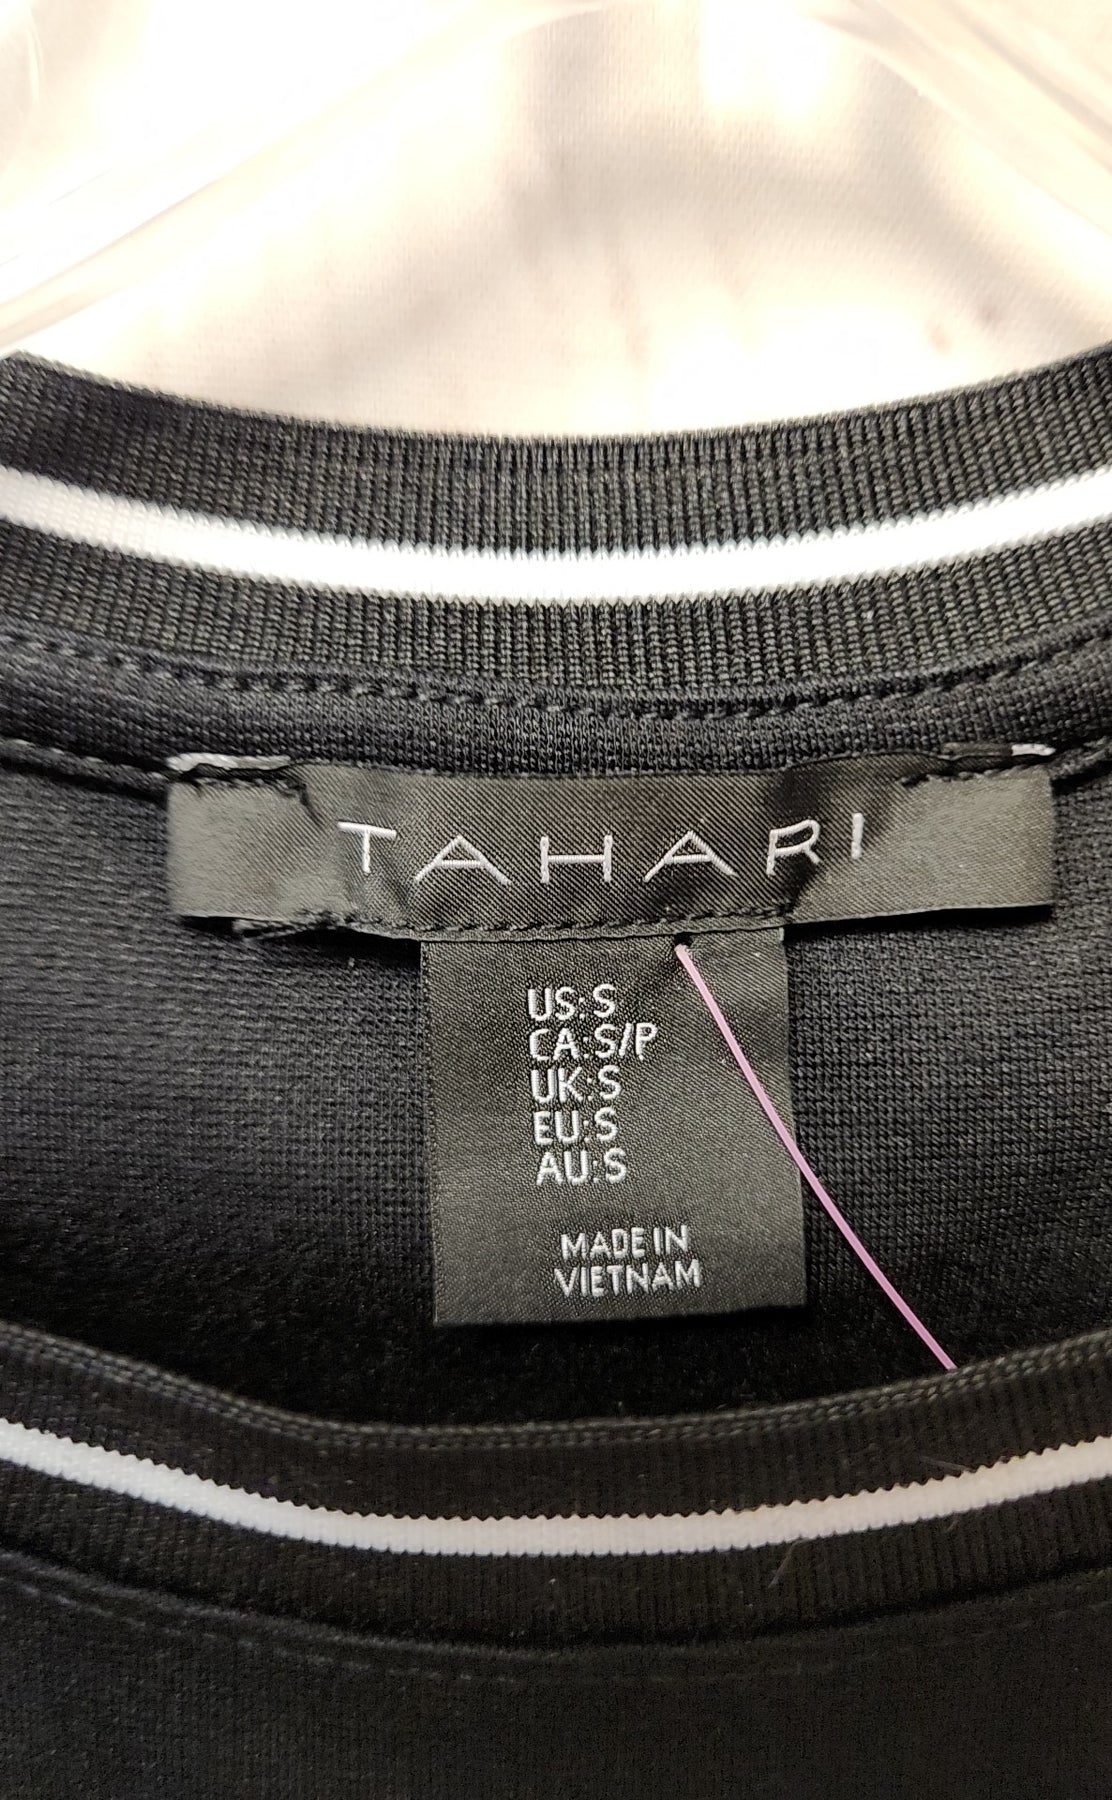 TAHARI
US:S
CA:S/P
UK:S
EU:S
AU:S
MADE IN
VIETNAM